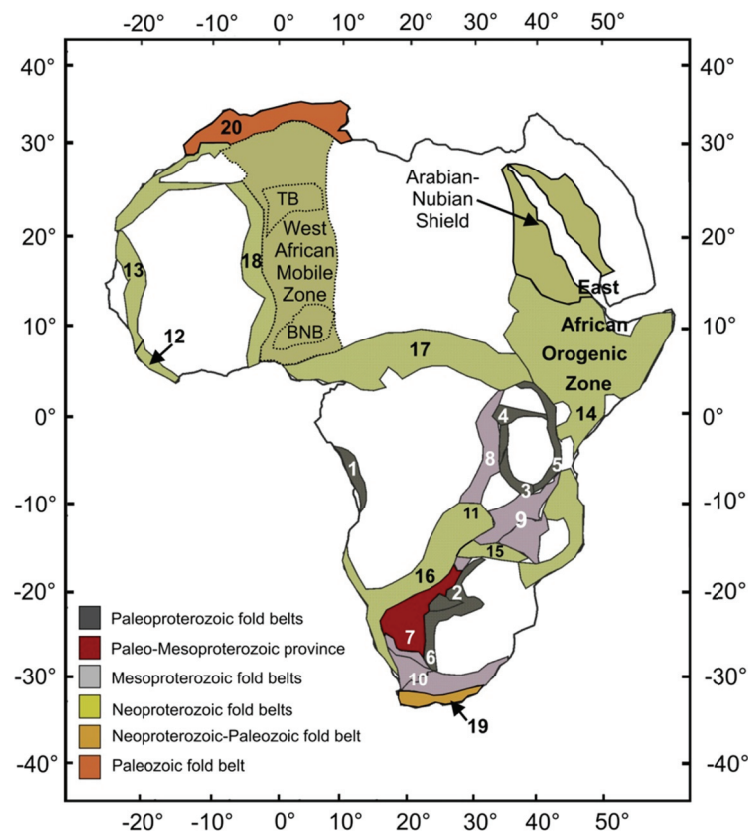 -20° -10° 0° 10° 20° 30° 40° 50°
40° 40°
30° 30°
20° 20°
10° 10°
0° 0°
-10° -10°
-20° -20°
-30° -30°
-40° -40°
20
Arabian-
Nubian
Shield
TB
West
African
Mobile
Zone
BNB
18
13
12
East
African
Orogenic
Zone
17
14
4
1
8
5
3
11
9
15
16
2
7
6
10
19
Paleoproterozoic fold belts
Paleo-Mesoproterozoic province
Mesoproterozoic fold belts
Neoproterozoic fold belts
Neoproterozoic-Paleozoic fold belt
Paleozoic fold belt
-20° -10° 0° 10° 20° 30° 40° 50°